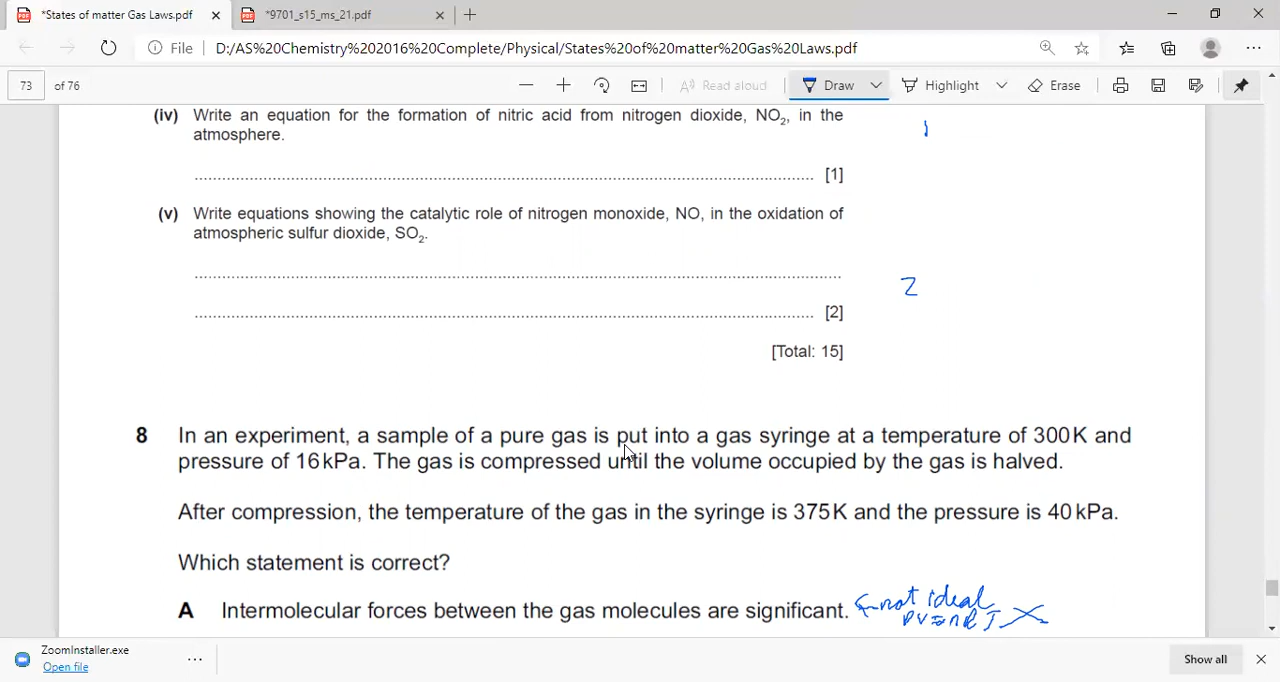 *States of matter Gas Laws.pdf
*9701_s15_ms_21.pdf
File D:/AS%20Chemistry%202016%20Complete/Physical/States%20of%20matter%20Gas%20Laws.pdf
73 of 76 Read aloud Draw Highlight Erase
(iv) Write an equation for the formation of nitric acid from nitrogen dioxide, NO₂, in the
atmosphere.
1
.......................................................................................................................... [1]
(v) Write equations showing the catalytic role of nitrogen monoxide, NO, in the oxidation of
atmospheric sulfur dioxide, SO₂.
..........................................................................................................................
2
.......................................................................................................................... [2]
[Total: 15]
8 In an experiment, a sample of a pure gas is put into a gas syringe at a temperature of 300 K and
pressure of 16 kPa. The gas is compressed until the volume occupied by the gas is halved.
After compression, the temperature of the gas in the syringe is 375 K and the pressure is 40 kPa.
Which statement is correct?
A Intermolecular forces between the gas molecules are significant. ← not ideal
PV=nRT ×
ZoomInstaller.exe
Open file
Show all